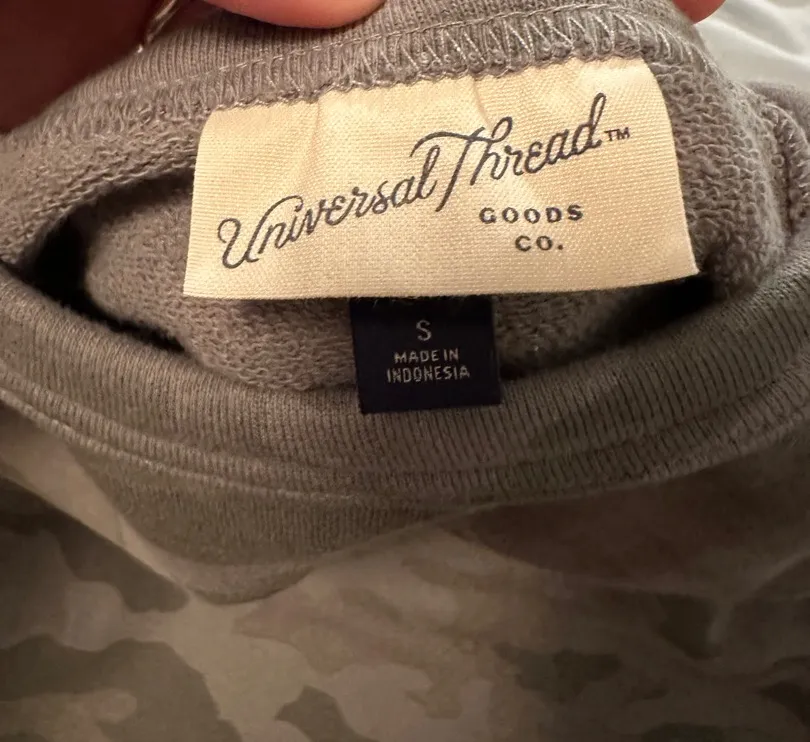 Universal Thread™
GOODS
CO.
S
MADE IN
INDONESIA